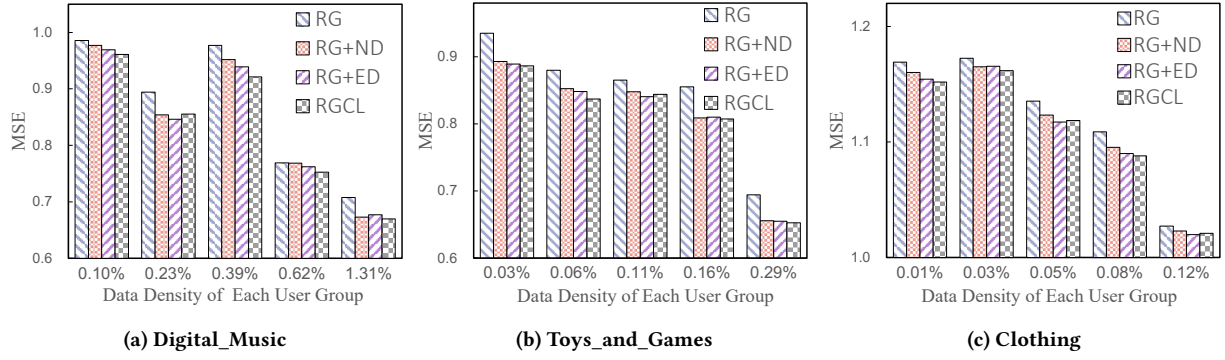 1.0
0.9
0.8
0.7
0.6
MSE
RG
RG+ND
RG+ED
RGCL
0.10% 0.23% 0.39% 0.62% 1.31%
Data Density of Each User Group
(a) Digital_Music
0.9
0.8
0.7
0.6
MSE
RG
RG+ND
RG+ED
RGCL
0.03% 0.06% 0.11% 0.16% 0.29%
Data Density of Each User Group
(b) Toys_and_Games
1.2
1.1
1.0
MSE
RG
RG+ND
RG+ED
RGCL
0.01% 0.03% 0.05% 0.08% 0.12%
Data Density of Each User Group
(c) Clothing